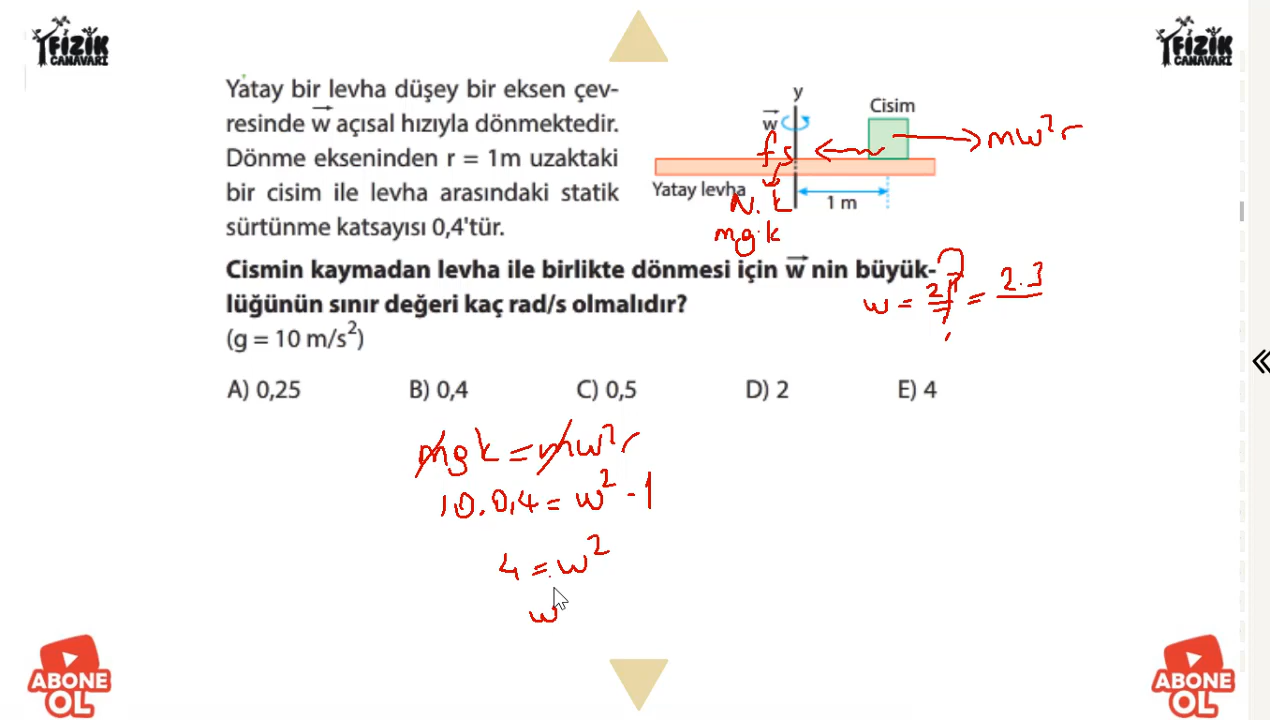 FİZİK
CANAVARI
FİZİK
CANAVARI
Yatay bir levha düşey bir eksen çev-
resinde w açısal hızıyla dönmektedir.
Dönme ekseninden r = 1m uzaktaki
bir cisim ile levha arasındaki statik
sürtünme katsayısı 0,4'tür.
y
Cisim
w
mw²r
fs
Yatay levha
1 m
N. k
mg.k
Cismin kaymadan levha ile birlikte dönmesi için w nin büyük-
lüğünün sınır değeri kaç rad/s olmalıdır?
(g = 10 m/s²)
w = 2π = 2.3
A) 0,25 B) 0,4 C) 0,5 D) 2 E) 4
mgk = mw²r
10.0,4 = w² - 1
4 = w²
w
ABONE
OL
ABONE
OL